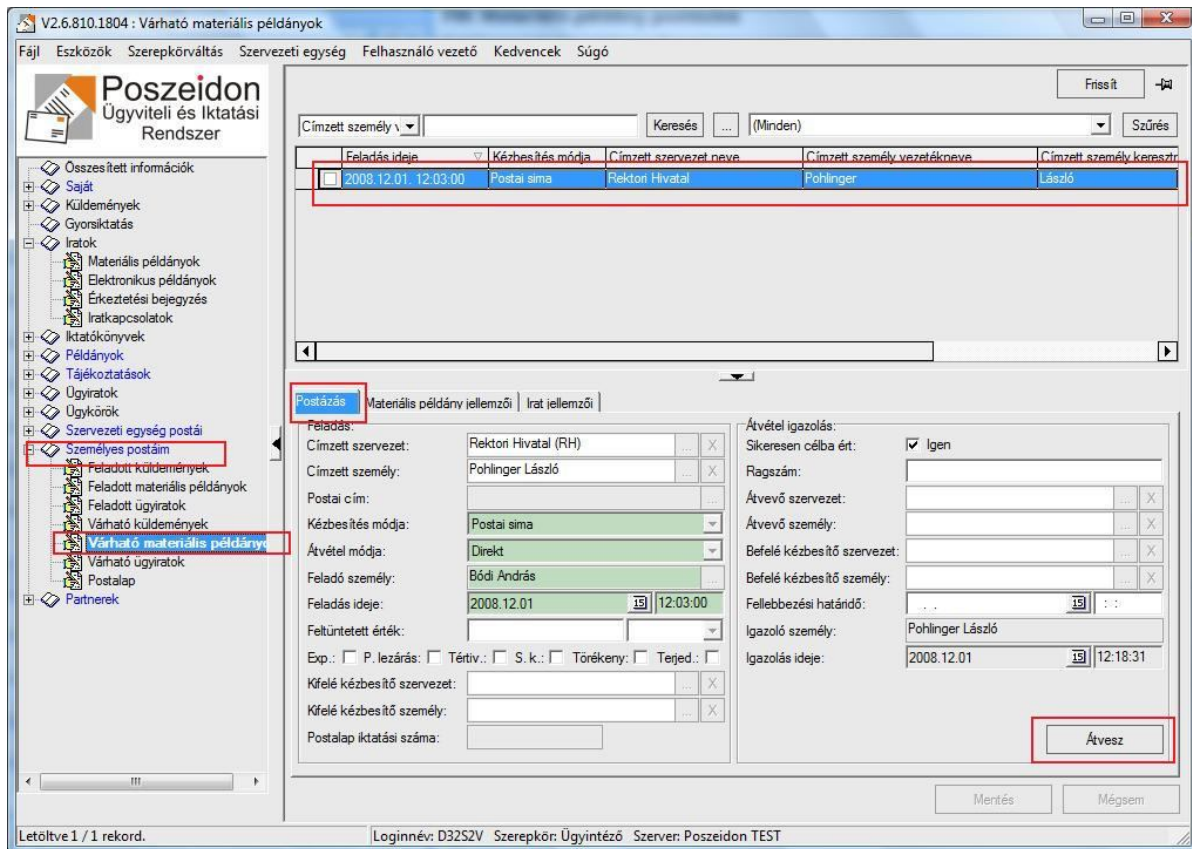 V2.6.810.1804 : Várható materiális példányok
Fájl Eszközök Szerepkörváltás Szervezeti egység Felhasználó vezető Kedvencek Súgó
Poszeidon
Ügyviteli és Iktatási
Rendszer
Frissít
Címzett személy v Keresés ... (Minden) Szűrés
Feladás ideje Kézbesítés módja Címzett szervezet neve Címzett személy vezetékneve Címzett személy keresztn
2008.12.01. 12:03:00 Postai sima Rektori Hivatal Pohlinger László
Összesített információk
Saját
Küldemények
Gyorsiktatás
Iratok
Materiális példányok
Elektronikus példányok
Érkeztetési bejegyzés
Iratkapcsolatok
Iktatókönyvek
Példányok
Tájékoztatások
Ügyiratok
Ügykörök
Szervezeti egység postái
Személyes postáim
Feladott küldemények
Feladott materiális példányok
Feladott ügyiratok
Várható küldemények
Várható materiális példányo
Várható ügyiratok
Postalap
Partnerek
Postázás Materiális példány jellemzői Irat jellemzői
Feladás:
Címzett szervezet: Rektori Hivatal (RH) ... X
Címzett személy: Pohlinger László ... X
Postai cím: ...
Kézbesítés módja: Postai sima
Átvétel módja: Direkt
Feladó személy: Bódi András ...
Feladás ideje: 2008.12.01 15 12:03:00
Feltüntetett érték:
Exp.: P. lezárás: Tértiv.: S. k.: Törékeny: Terjed.:
Kifelé kézbesítő szervezet: ... X
Kifelé kézbesítő személy: ... X
Postalap iktatási száma:
Átvétel igazolás:
Sikeresen célba ért: Igen
Ragszám:
Átvevő szervezet: ... X
Átvevő személy: ... X
Befelé kézbesítő szervezet: ... X
Befelé kézbesítő személy: ... X
Fellebbezési határidő: . . 15 : :
Igazoló személy: Pohlinger László
Igazolás ideje: 2008.12.01 15 12:18:31
Átvesz
Mentés Mégsem
Letöltve 1 / 1 rekord. Loginnév: D32S2V Szerepkör: Ügyintéző Szerver: Poszeidon TEST